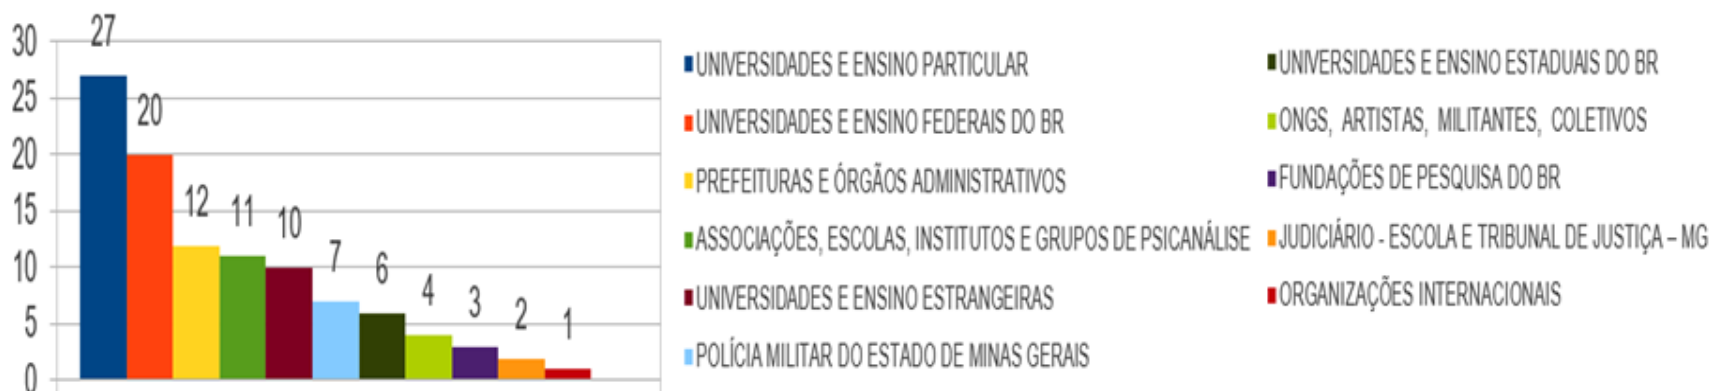 30
25
20
15
10
5
0
27
20
12
11
10
7
6
4
3
2
1
UNIVERSIDADES E ENSINO PARTICULAR
UNIVERSIDADES E ENSINO FEDERAIS DO BR
PREFEITURAS E ÓRGÃOS ADMINISTRATIVOS
ASSOCIAÇÕES, ESCOLAS, INSTITUTOS E GRUPOS DE PSICANÁLISE
UNIVERSIDADES E ENSINO ESTRANGEIRAS
POLÍCIA MILITAR DO ESTADO DE MINAS GERAIS
UNIVERSIDADES E ENSINO ESTADUAIS DO BR
ONGS, ARTISTAS, MILITANTES, COLETIVOS
FUNDAÇÕES DE PESQUISA DO BR
JUDICIÁRIO - ESCOLA E TRIBUNAL DE JUSTIÇA – MG
ORGANIZAÇÕES INTERNACIONAIS